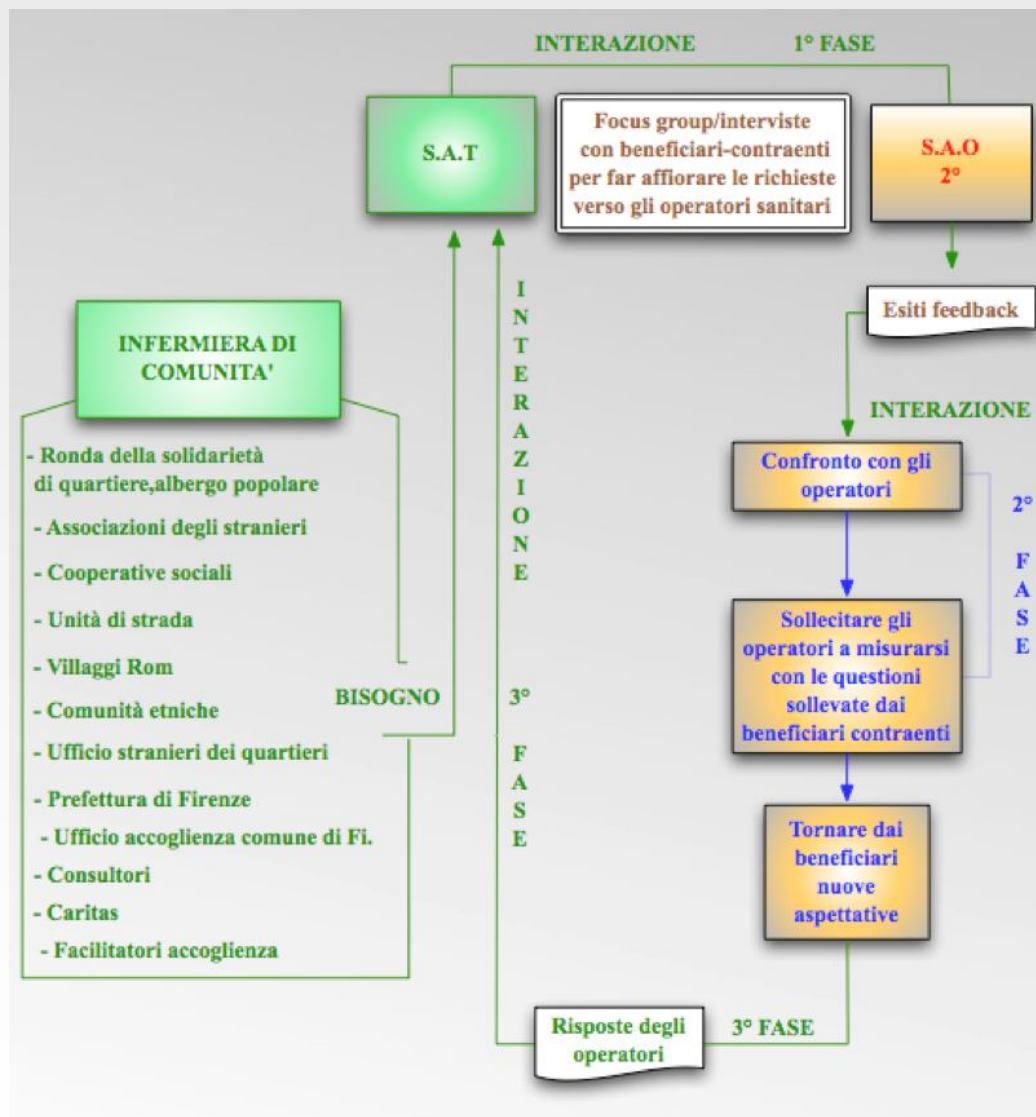 INTERAZIONE 1° FASE
S.A.T
Focus group/interviste
con beneficiari-contraenti
per far affiorare le richieste
verso gli operatori sanitari
S.A.O
2°
Esiti feedback
INTERAZIONE
INFERMIERA DI
COMUNITA'
- Ronda della solidarietà
di quartiere,albergo popolare
- Associazioni degli stranieri
- Cooperative sociali
- Unità di strada
- Villaggi Rom
- Comunità etniche
- Ufficio stranieri dei quartieri
- Prefettura di Firenze
- Ufficio accoglienza comune di Fi.
- Consultori
- Caritas
- Facilitatori accoglienza
BISOGNO
INTERAZIONE
3°
FASE
Confronto con gli
operatori
2°
FASE
Sollecitare gli
operatori a misurarsi
con le questioni
sollevate dai
beneficiari contraenti
Tornare dai
beneficiari
nuove
aspettative
3° FASE
Risposte degli
operatori